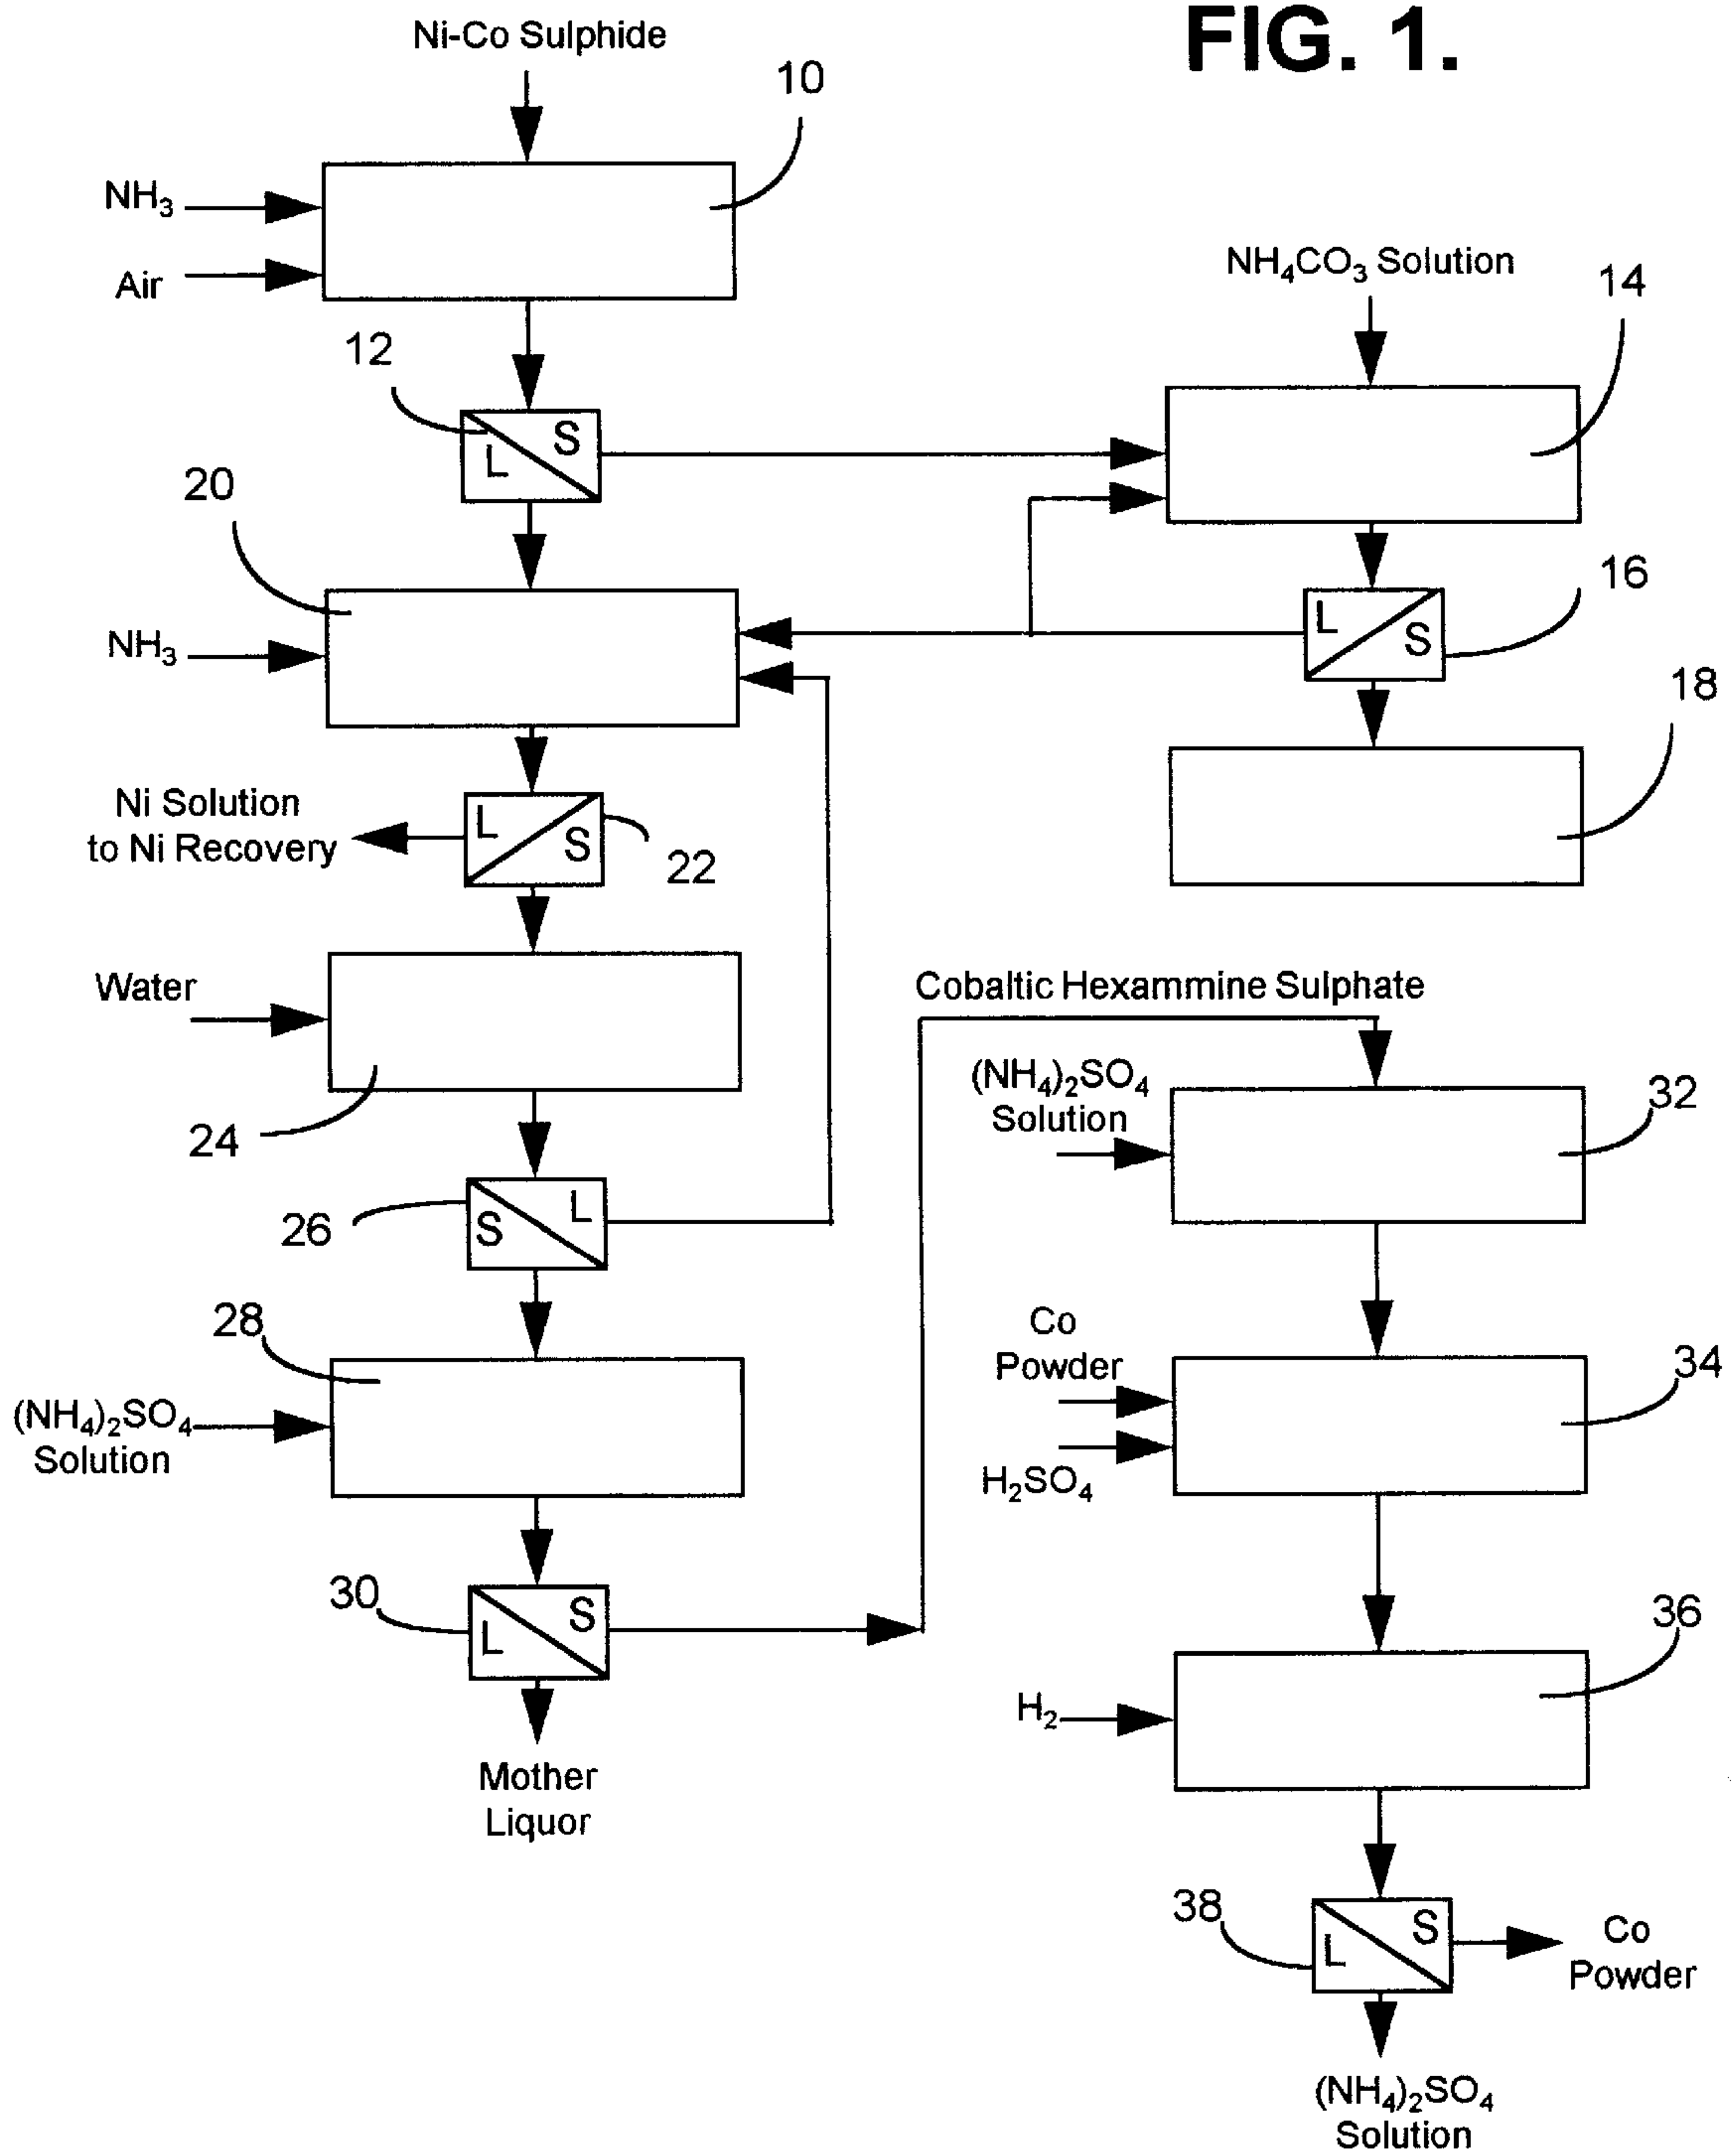 FIG. 1.
Ni-Co Sulphide
10
NH₃
Air
NH₄CO₃ Solution
14
12
S
L
20
16
L
S
NH₃
18
Ni Solution
to Ni Recovery
L
S
22
Water
Cobaltic Hexammine Sulphate
(NH₄)₂SO₄
Solution
32
24
26
S
L
28
Co
Powder
34
(NH₄)₂SO₄
Solution
H₂SO₄
30
S
L
36
H₂
Mother
Liquor
38
S
L
Co
Powder
(NH₄)₂SO₄
Solution